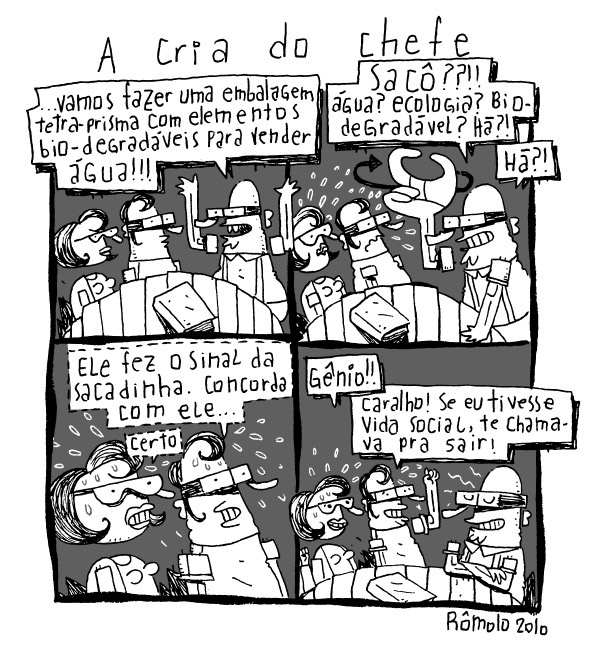 A cria do chefe
...vamos fazer uma embalagem
tetra-prisma com elementos
bio-degradáveis para vender
água!!!
Sacô??!!
água? ecologia? Bio-
degradável? Hã?!
Hã?!
Ele fez o sinal da
sacadinha. Concorda
com ele...
certo
Gênio!!
Caralho! Se eu tivesse
vida social, te chama-
va pra sair!
Rômolo 2010